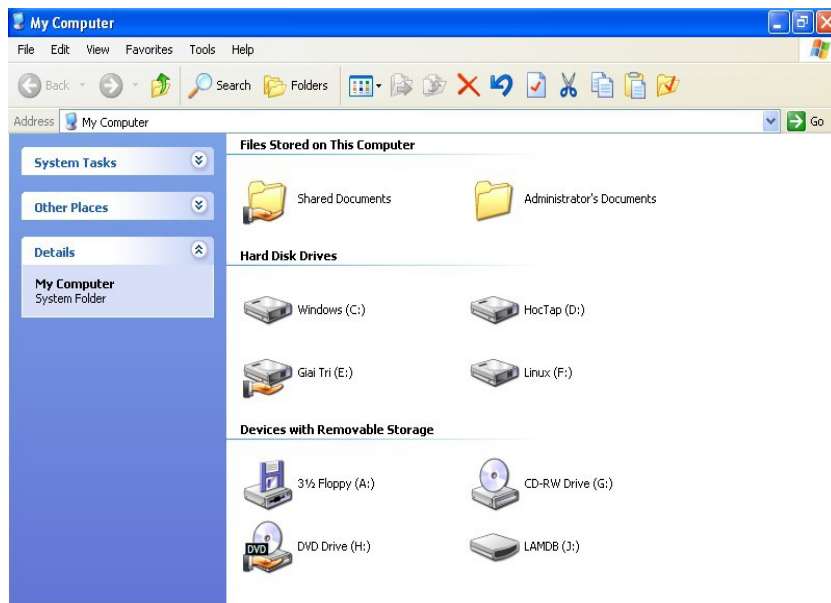 My Computer
File Edit View Favorites Tools Help
Back Search Folders
Address My Computer Go
System Tasks
Other Places
Details
My Computer
System Folder
Files Stored on This Computer
Shared Documents Administrator's Documents
Hard Disk Drives
Windows (C:) HocTap (D:)
Giai Tri (E:) Linux (F:)
Devices with Removable Storage
3½ Floppy (A:) CD-RW Drive (G:)
DVD
DVD Drive (H:) LAMDB (J:)